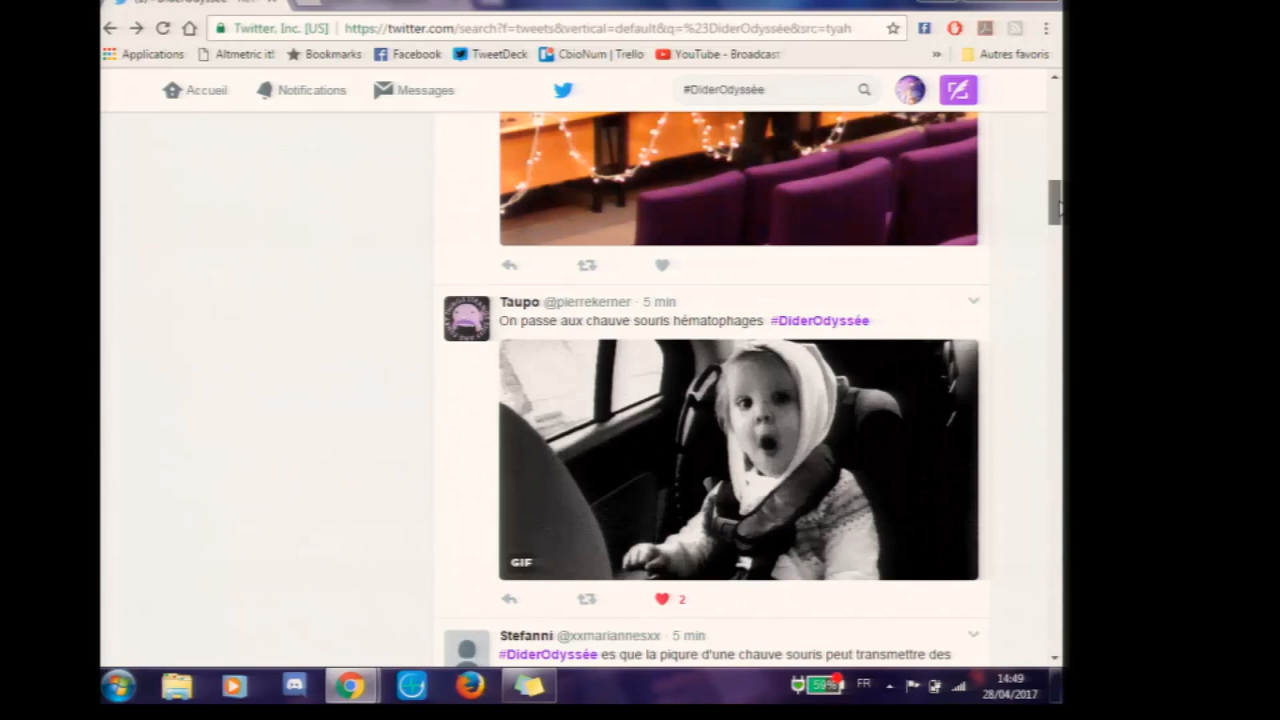 Twitter, Inc. [US] https://twitter.com/search?f=tweets&vertical=default&q=%23DiderOdyssée&src=tyah
Applications Altmetric it! Bookmarks Facebook TweetDeck CbioNum | Trello YouTube - Broadcast » Autres favoris
Accueil Notifications Messages #DiderOdyssée
Taupo @pierrekerner · 5 min
On passe aux chauve souris hématophages #DiderOdyssée
GIF
2
Stefanni @xxmariannesxx · 5 min
#DiderOdyssée es que la piqure d'une chauve souris peut transmettre des
59% FR 14:49
28/04/2017